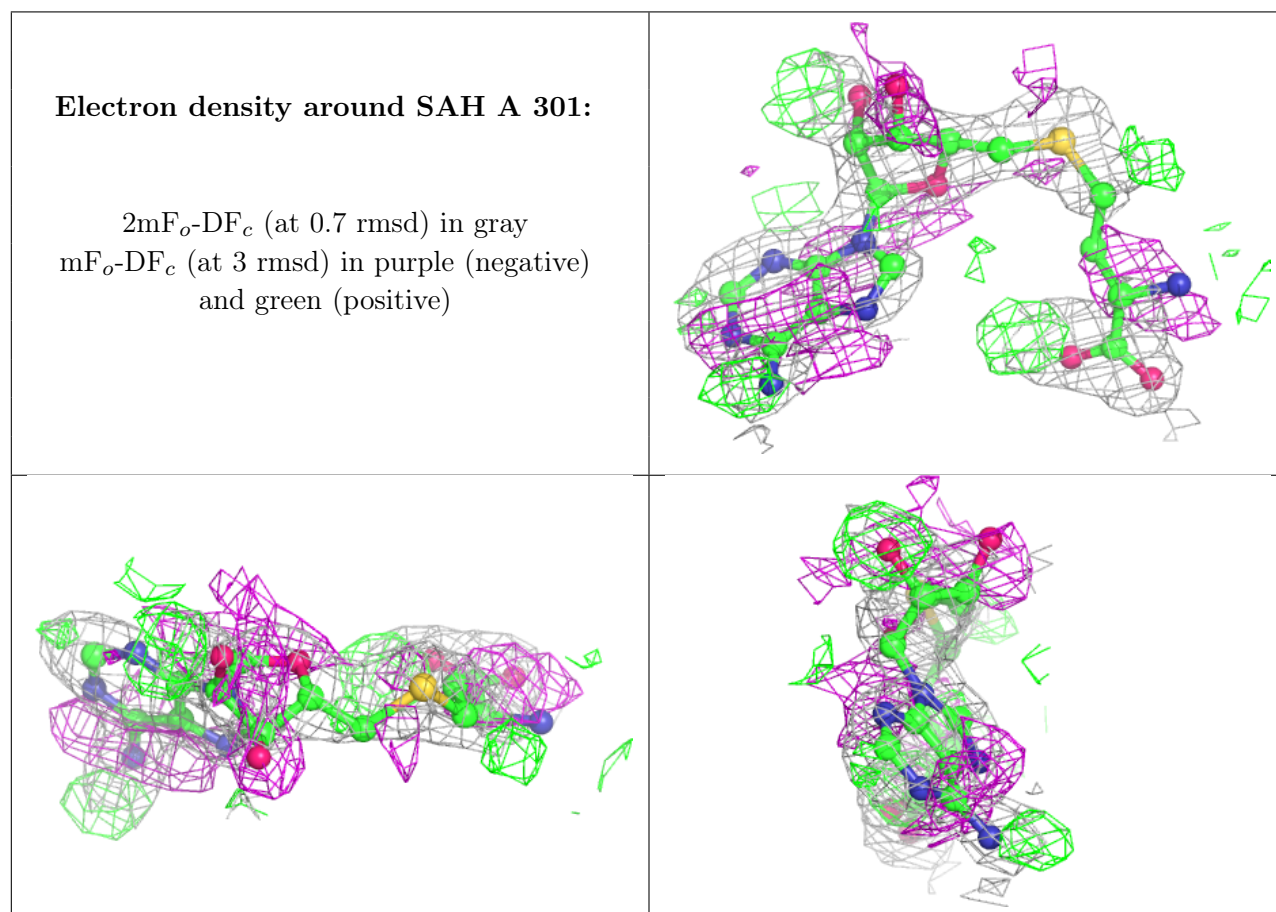 Electron density around SAH A 301:
2mFo-DFc (at 0.7 rmsd) in gray
mFo-DFc (at 3 rmsd) in purple (negative)
and green (positive)